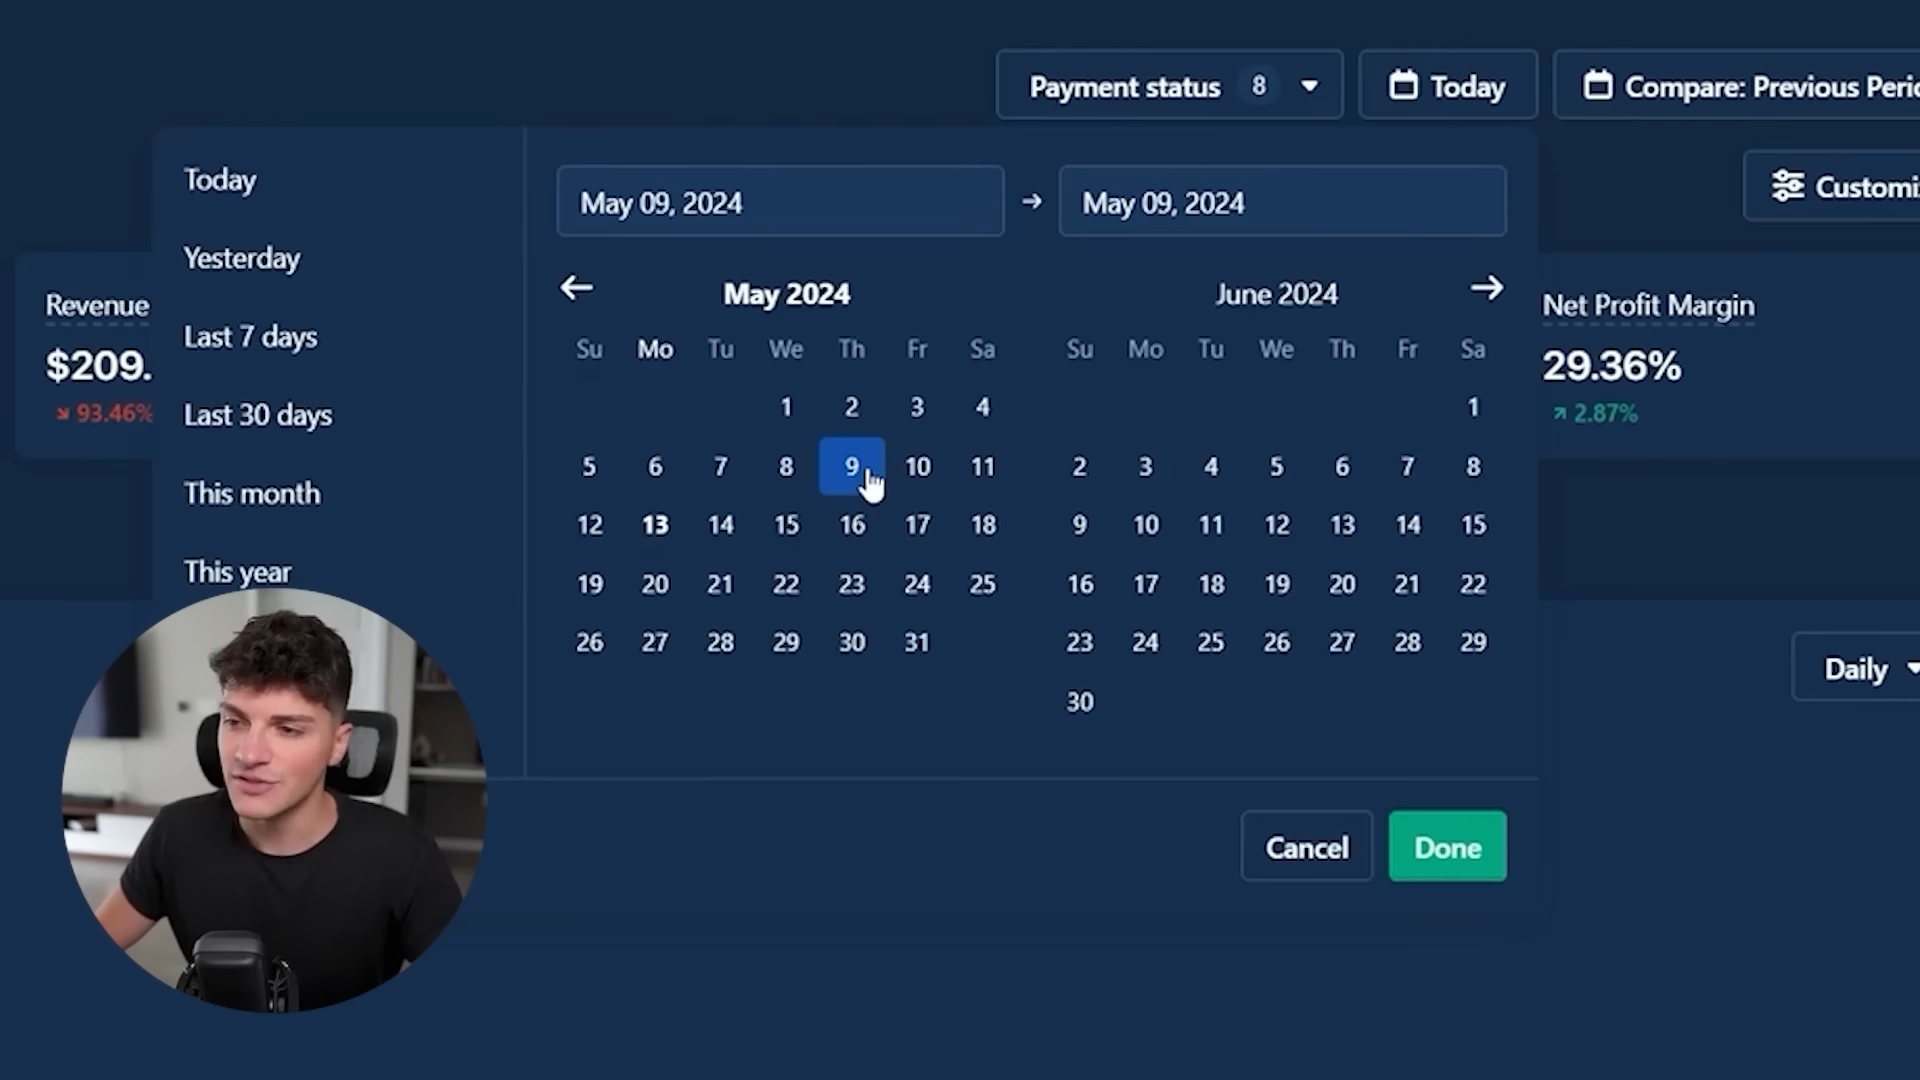 Payment status 8
Today
Compare: Previous Perio
Customi
Today
Yesterday
Last 7 days
Last 30 days
This month
This year
May 09, 2024 → May 09, 2024
← May 2024
Su Mo Tu We Th Fr Sa
1 2 3 4
5 6 7 8 9 10 11
12 13 14 15 16 17 18
19 20 21 22 23 24 25
26 27 28 29 30 31
June 2024 →
Su Mo Tu We Th Fr Sa
1
2 3 4 5 6 7 8
9 10 11 12 13 14 15
16 17 18 19 20 21 22
23 24 25 26 27 28 29
30
Revenue
$209.
93.46%
Net Profit Margin
29.36%
2.87%
Daily
Cancel
Done